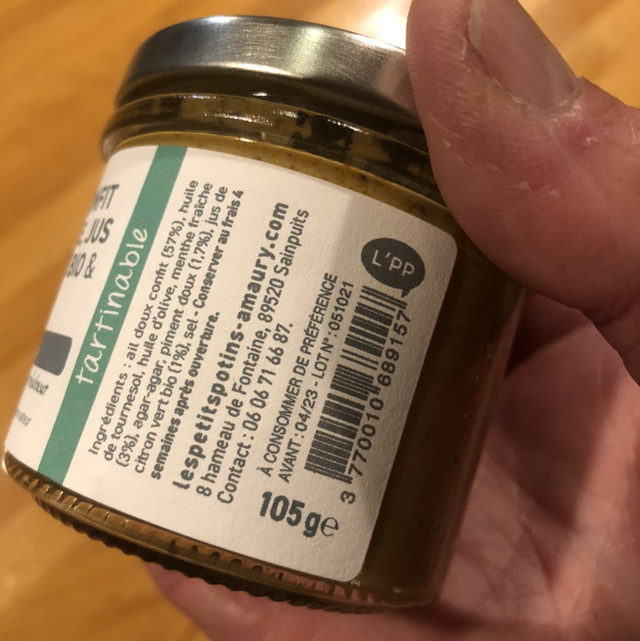 FIT
JUS
BIO &
tartinable
Ingrédients : ail doux confit (57%), huile
de tournesol, huile d'olive, menthe fraîche
(3%), agar-agar, piment doux (1,7%), jus de
citron vert bio (1%), sel - Conserver au frais 4
semaines après ouverture.
lespetitspotins-amaury.com
8 hameau de Fontaine, 89520 Sainpuits
Contact : 06 06 71 66 87.
À CONSOMMER DE PRÉFÉRENCE
AVANT : 04/23 - LOT N° : 051021
L'PP
3 770010 689157
105 g e